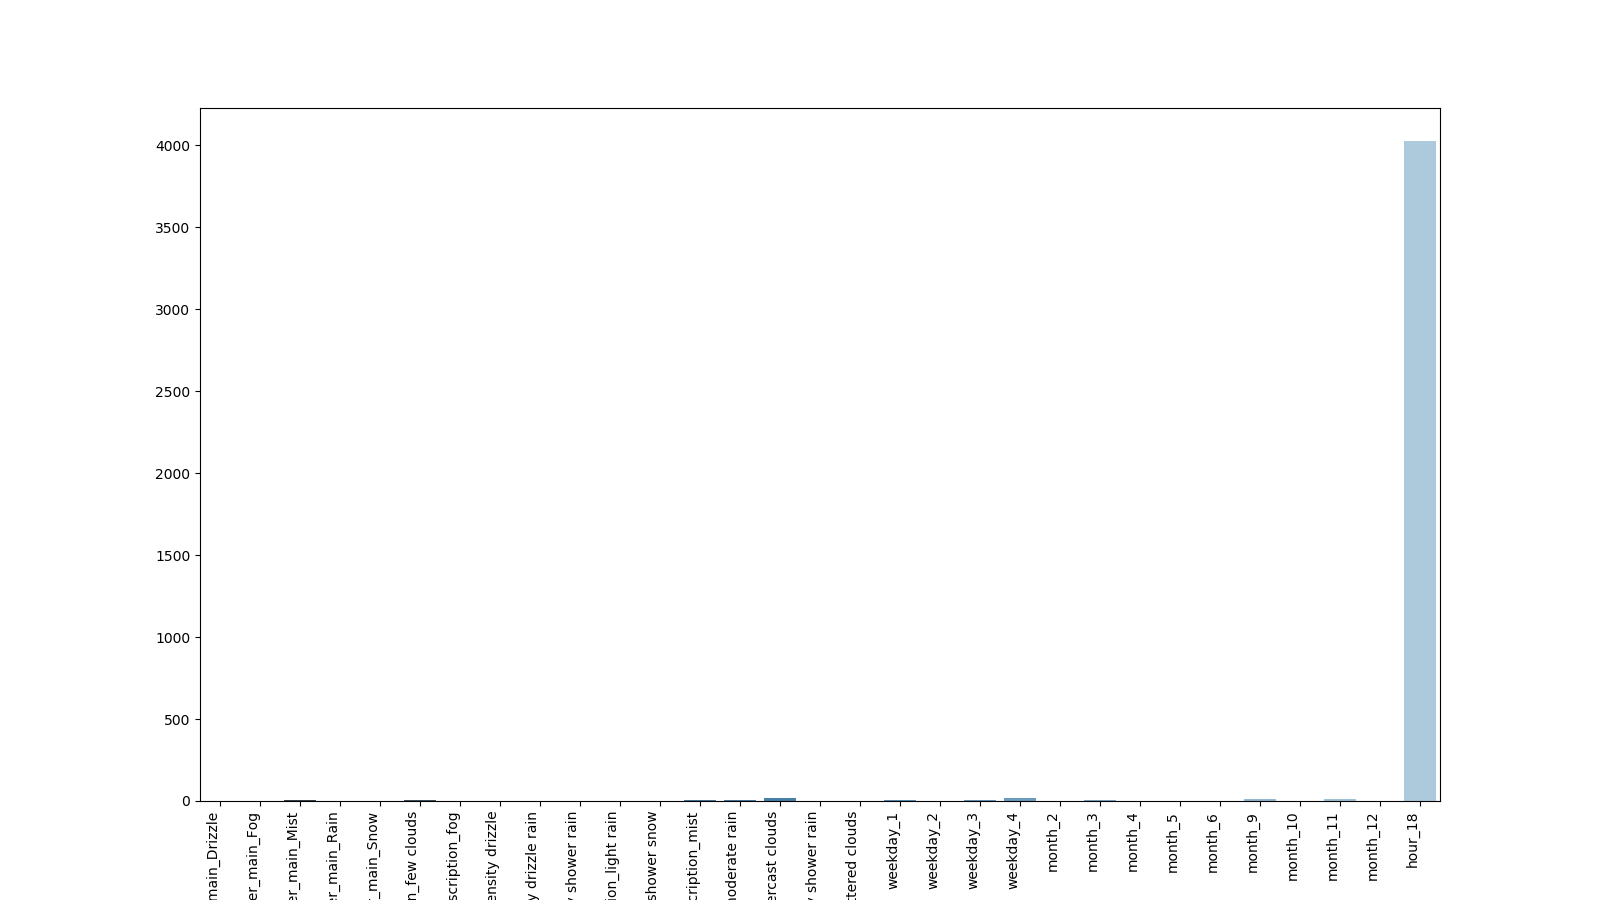 4000
3500
3000
2500
2000
1500
1000
500
0
main_Drizzle
er_main_Fog
er_main_Mist
er_main_Rain
_main_Snow
n_few clouds
scription_fog
ensity drizzle
y drizzle rain
shower rain
ion_light rain
shower snow
cription_mist
moderate rain
ercast clouds
shower rain
ttered clouds
weekday_1
weekday_2
weekday_3
weekday_4
month_2
month_3
month_4
month_5
month_6
month_9
month_10
month_11
month_12
hour_18